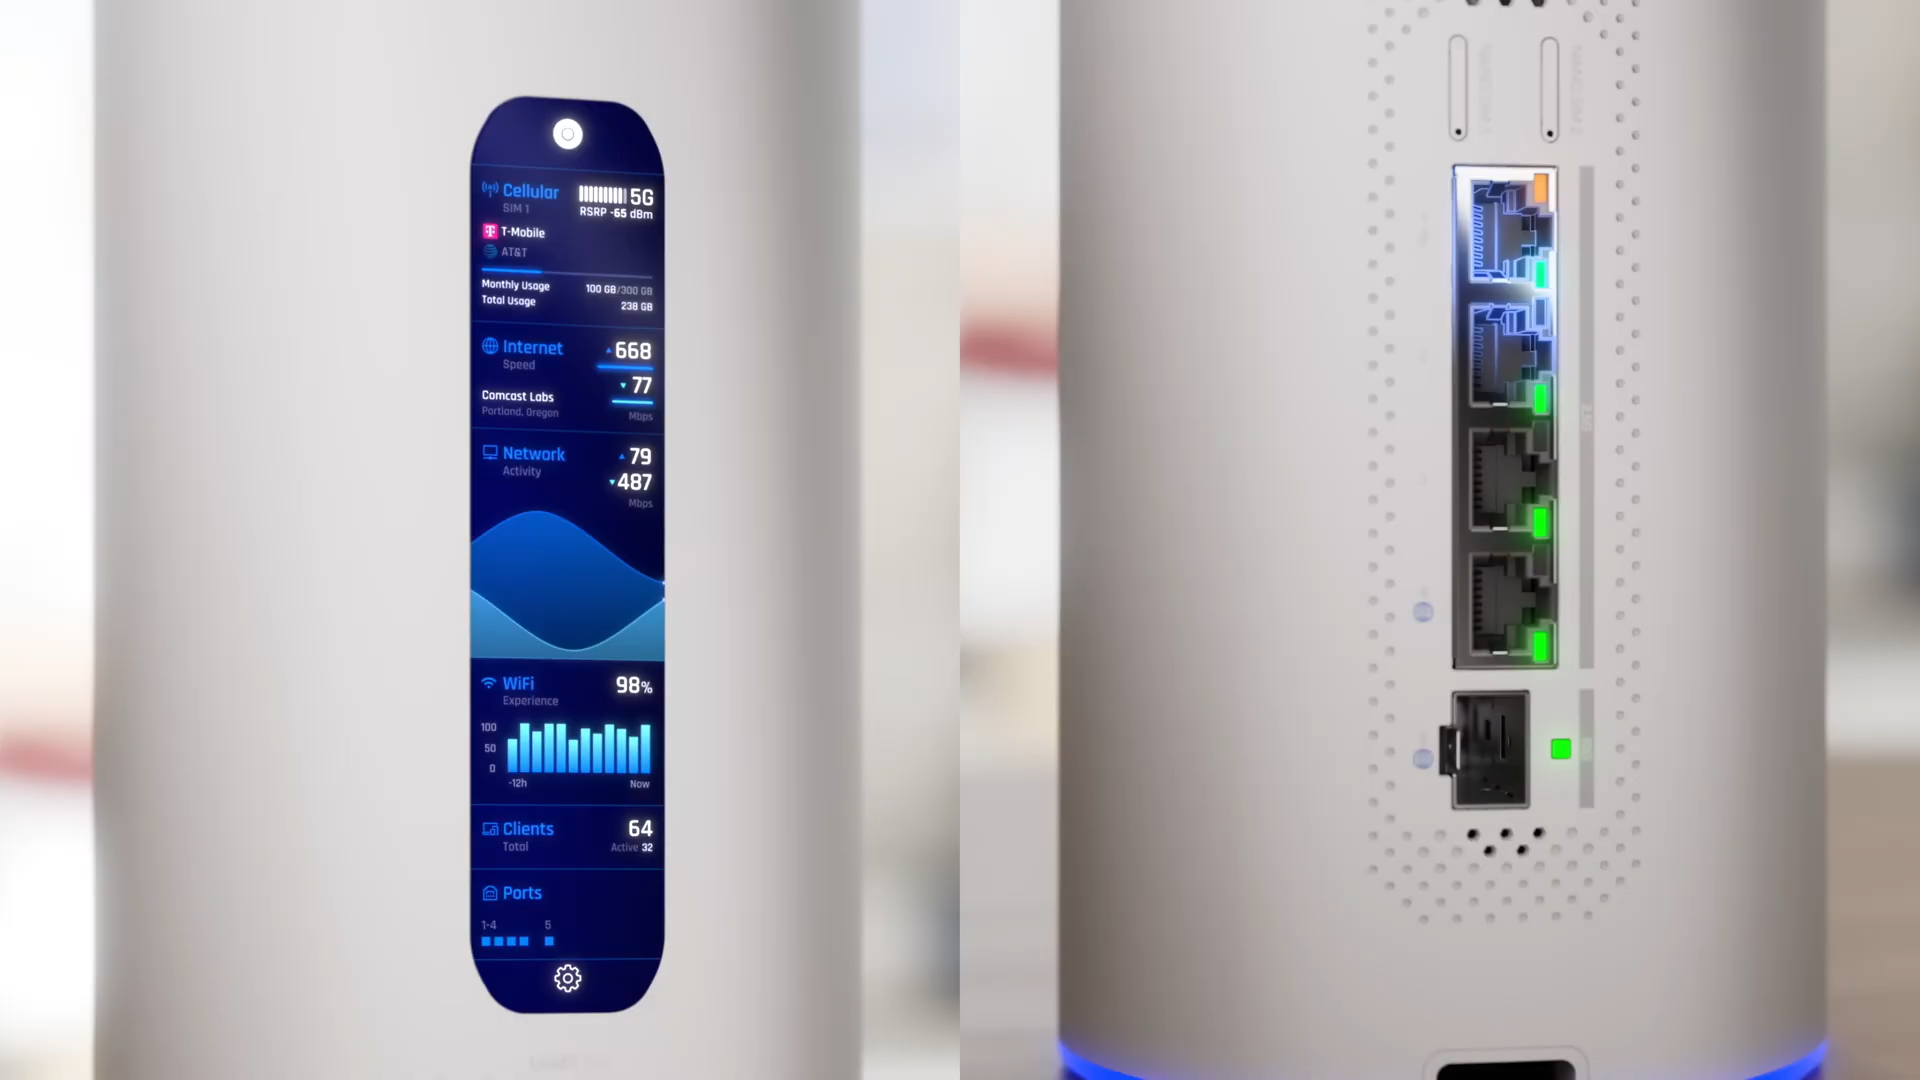 Cellular
5G
SIM 1
RSRP -65 dBm
T-Mobile
AT&T
Monthly Usage 100 GB/300 GB
Total Usage 238 GB
Internet 668
Speed
77
Comcast Labs
Portland, Oregon Mbps
Network 79
Activity
487
Mbps
WiFi 98%
Experience
100
50
0
-12h Now
Clients 64
Total Active 32
Ports
1-4 5